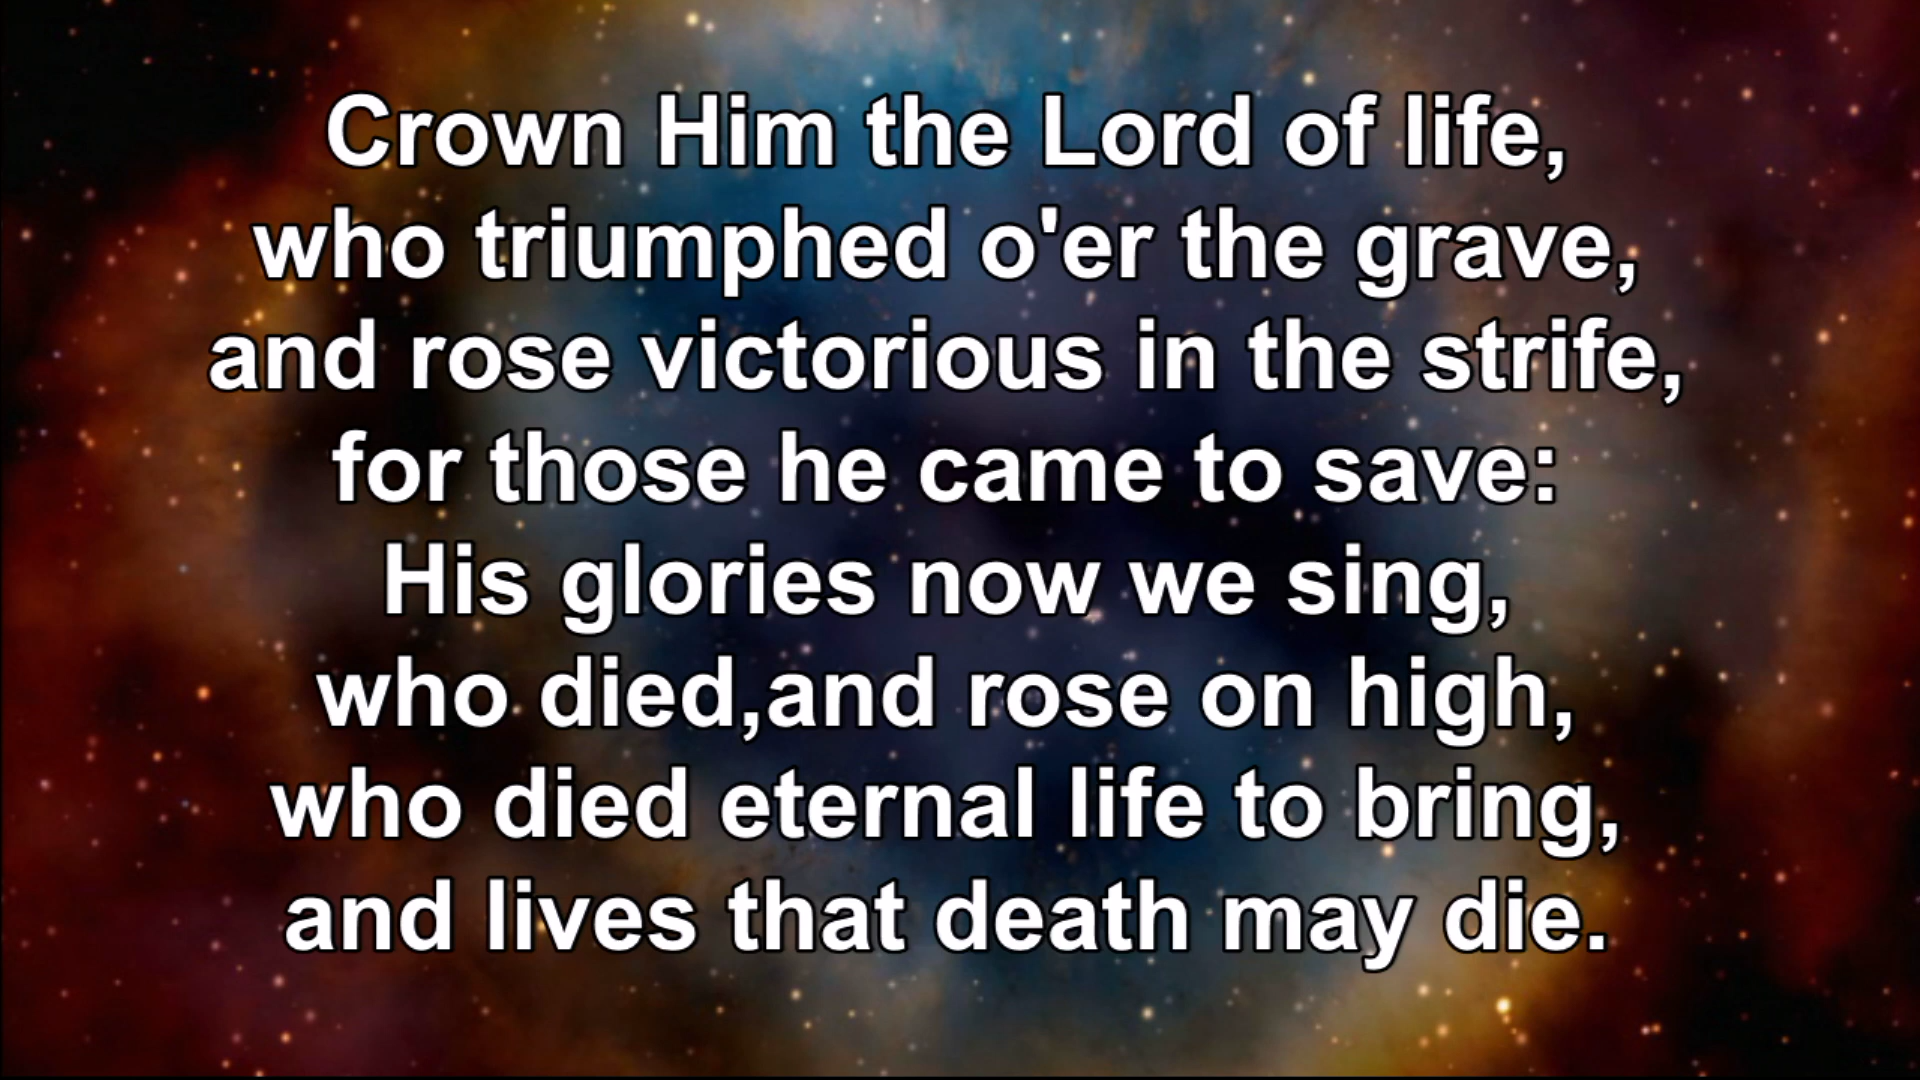 Crown Him the Lord of life,
who triumphed o'er the grave,
and rose victorious in the strife,
for those he came to save:
His glories now we sing,
who died,and rose on high,
who died eternal life to bring,
and lives that death may die.